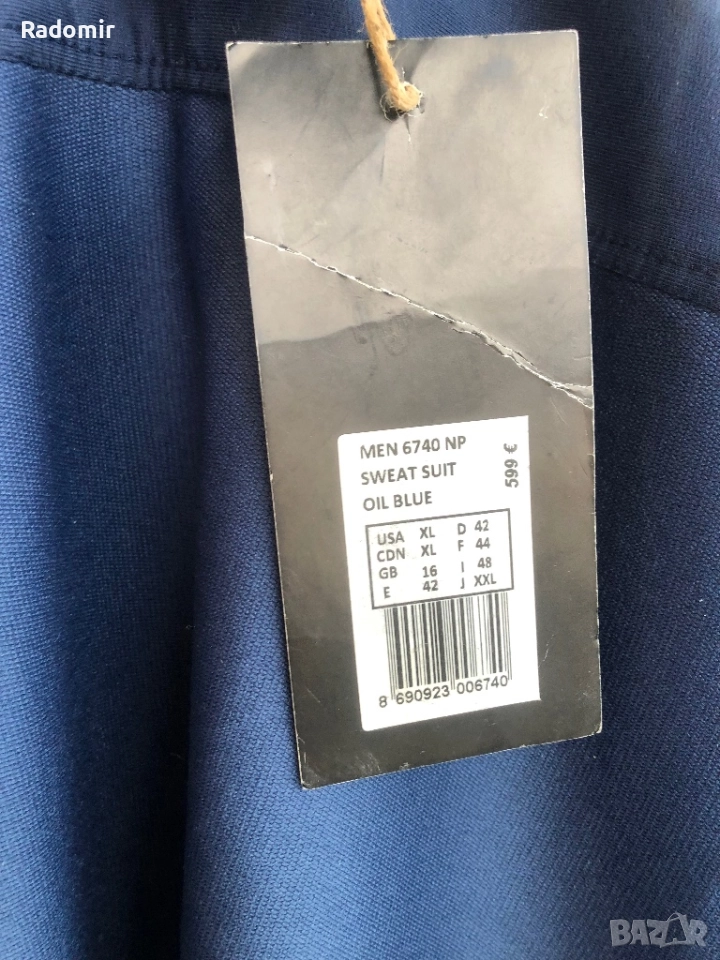 Radomir
MEN 6740 NP
SWEAT SUIT
OIL BLUE
599 €
USA XL D 42
CDN XL F 44
GB 16 I 48
E 42 J XXL
8 690923 006740
BAZAR